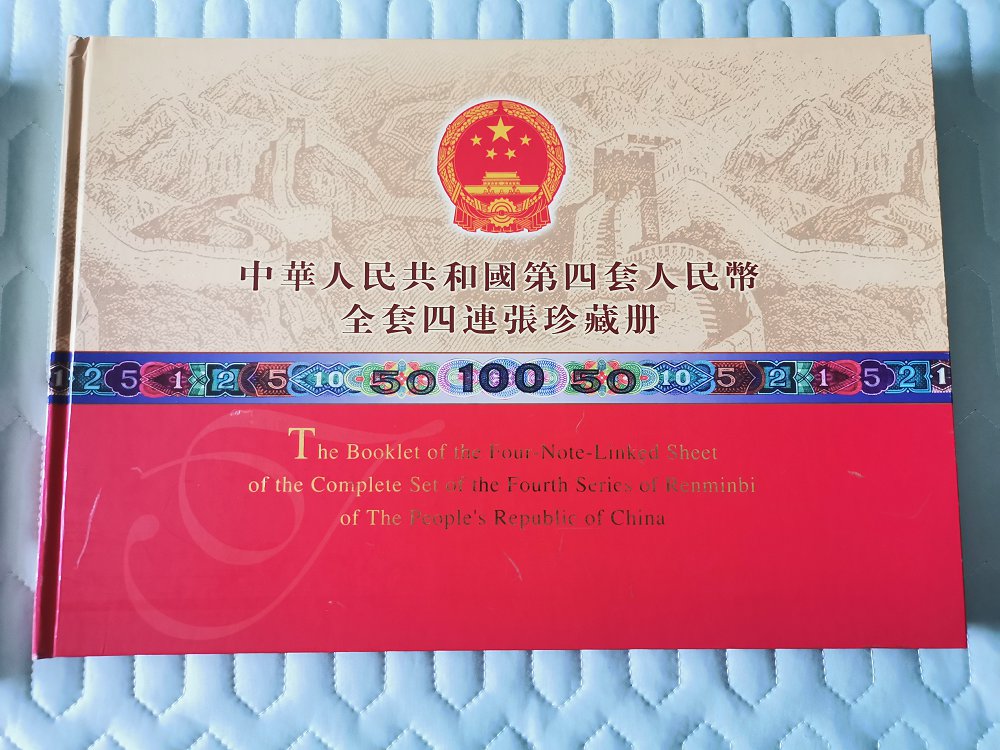 中華人民共和國第四套人民幣
全套四連張珍藏册
1 2 5 1 2 5 10 50 100 50 10 5 2 1 5 2 1
The Booklet of the Four-Note-Linked Sheet
of the Complete Set of the Fourth Series of Renminbi
of The People's Republic of China